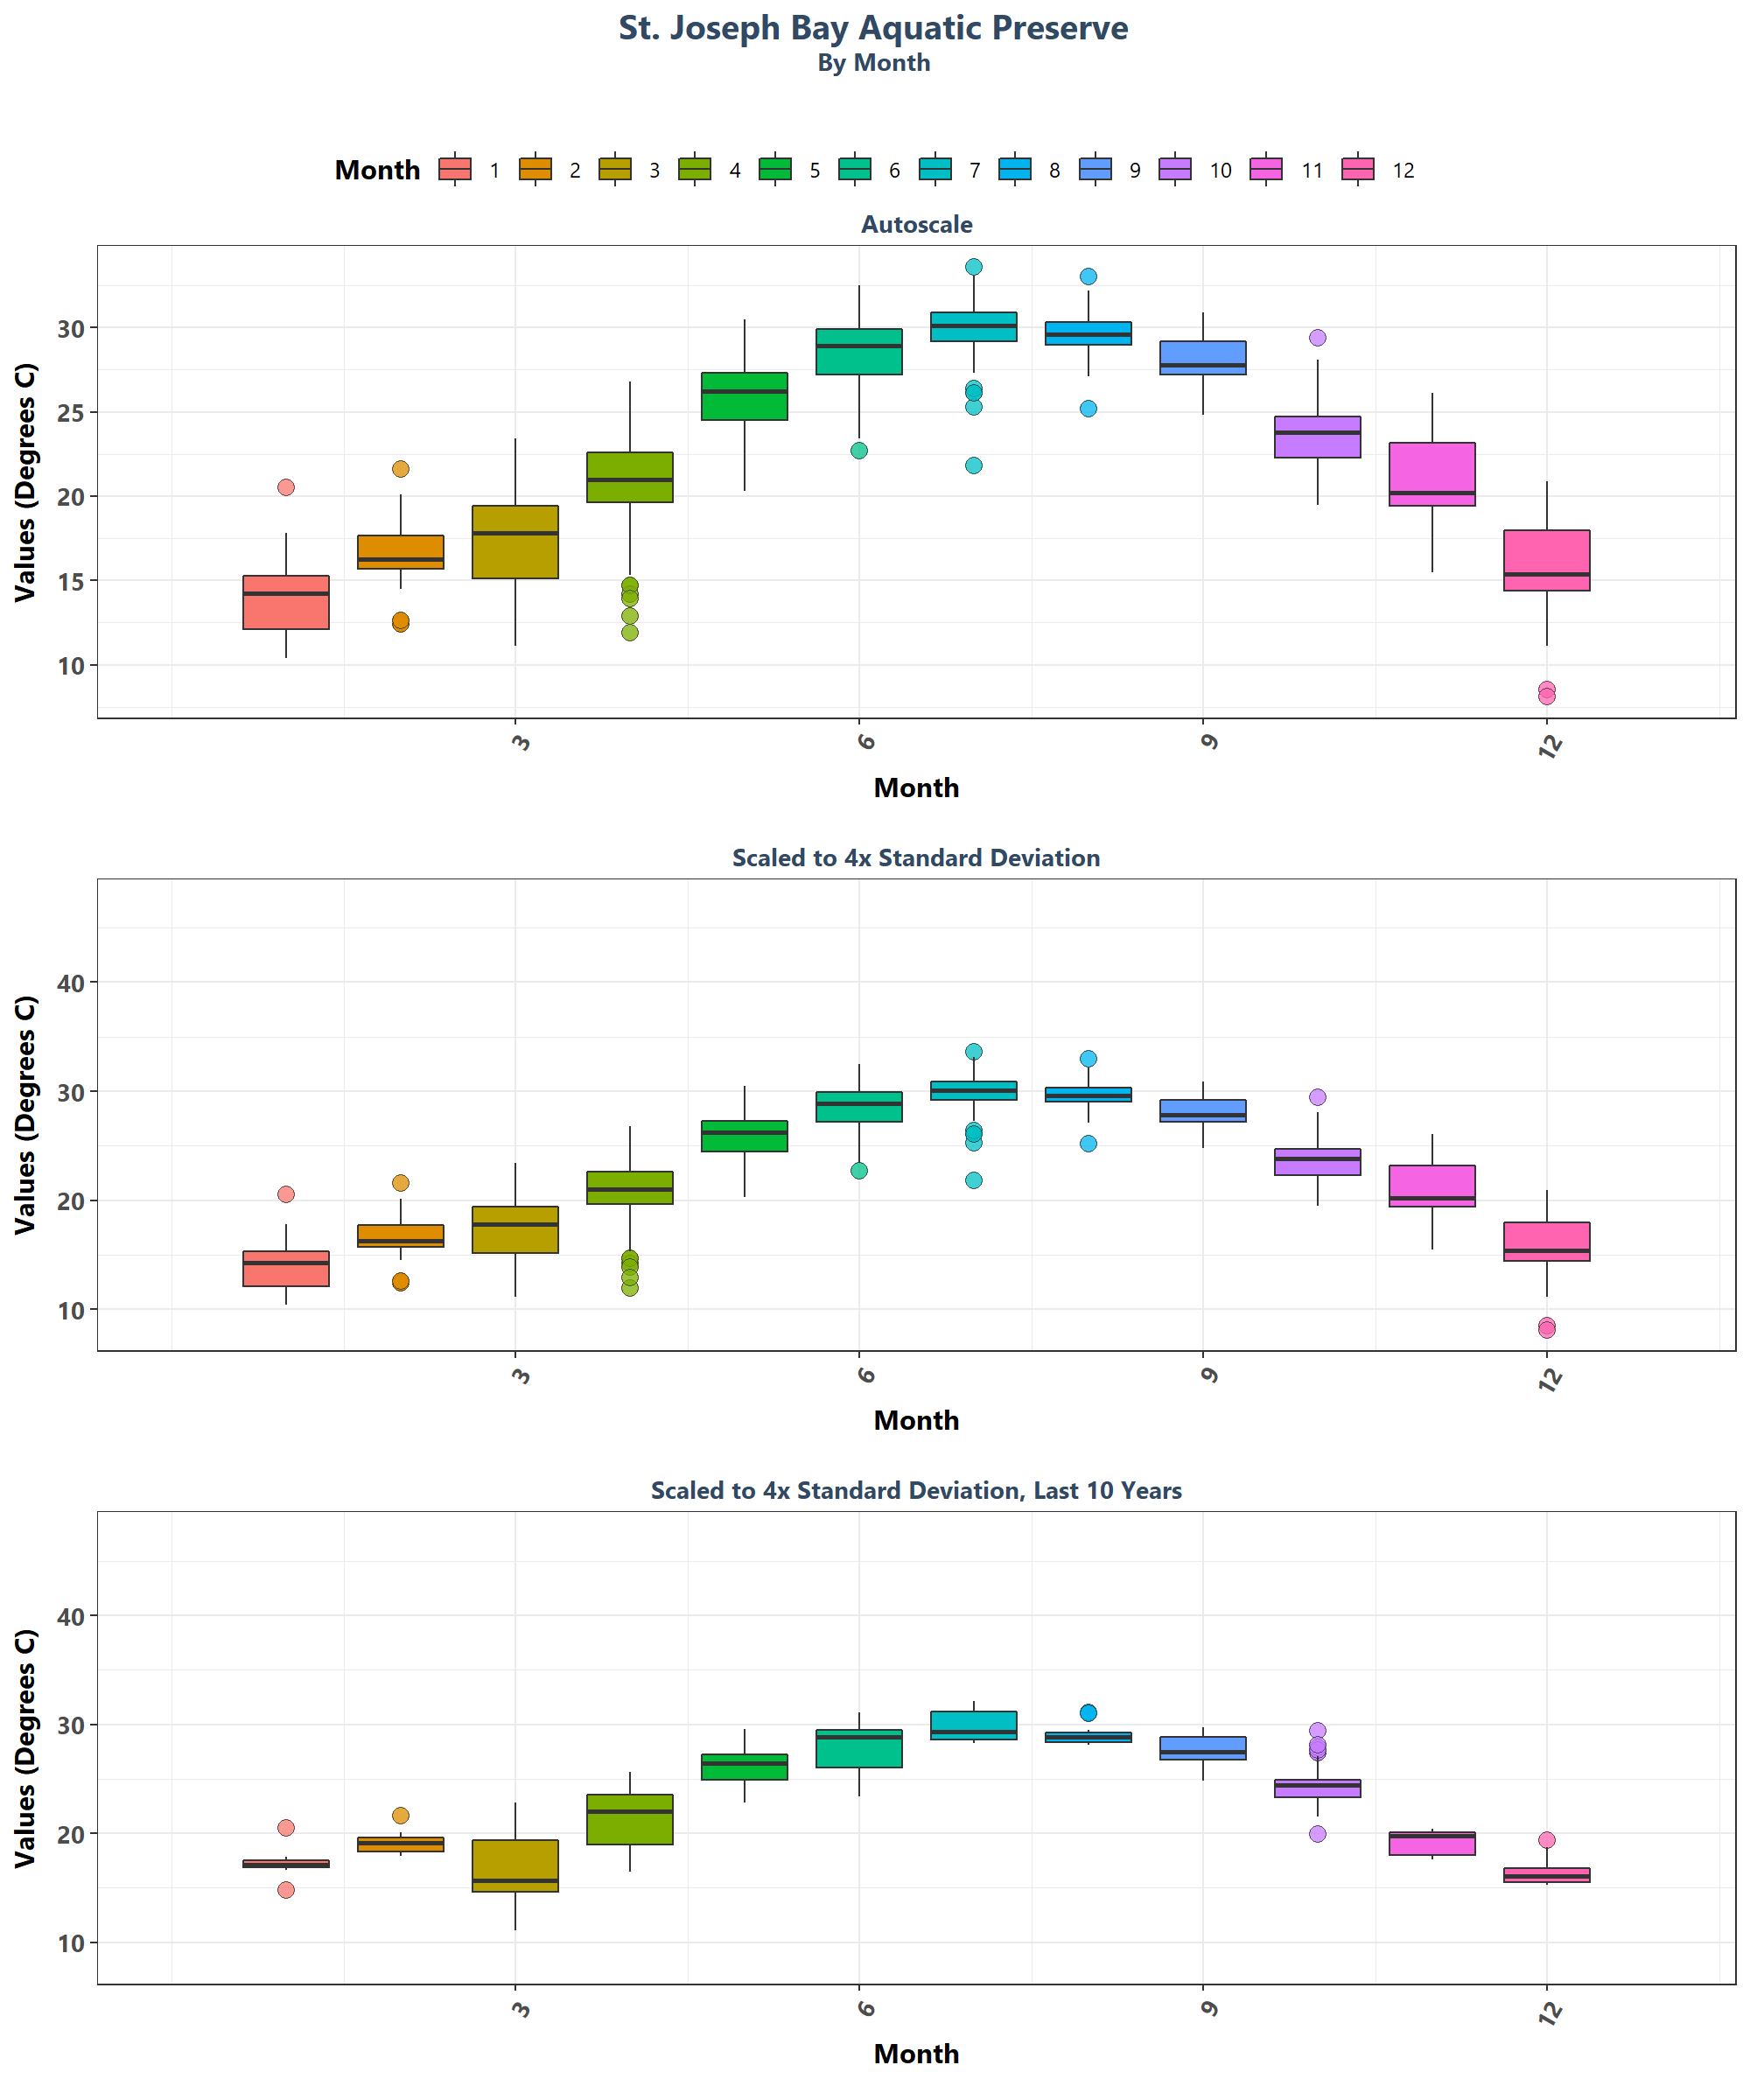 St. Joseph Bay Aquatic Preserve
By Month
Month 1 2 3 4 5 6 7 8 9 10 11 12
Autoscale
Values (Degrees C)
30
25
20
15
10
3 6 9 12
Month
Scaled to 4x Standard Deviation
Values (Degrees C)
40
30
20
10
3 6 9 12
Month
Scaled to 4x Standard Deviation, Last 10 Years
Values (Degrees C)
40
30
20
10
3 6 9 12
Month